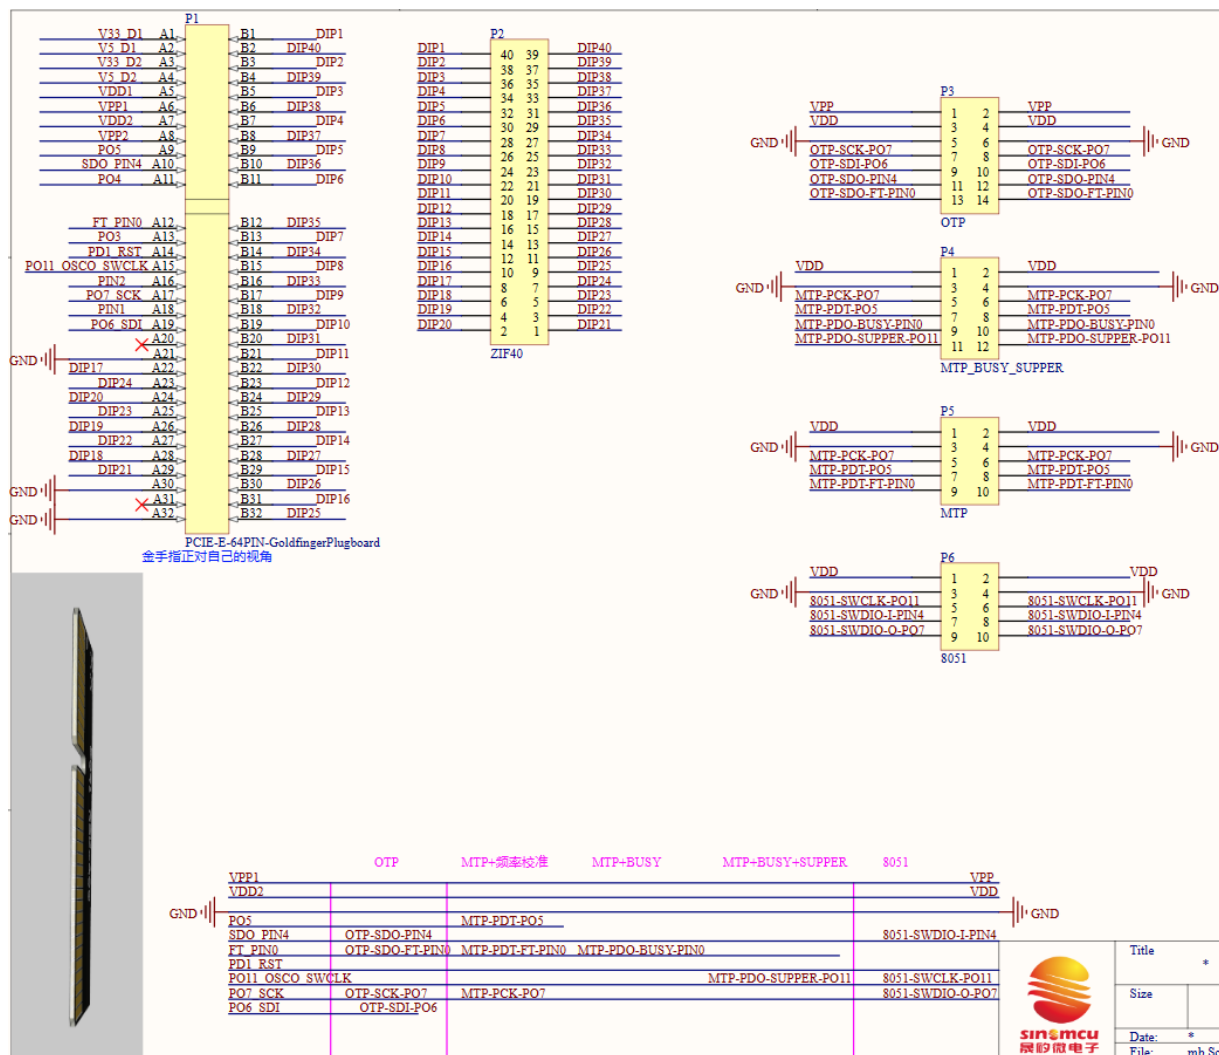 P1
V33_D1 A1 B1 DIP1
V5_D1 A2 B2 DIP40
V33_D2 A3 B3 DIP2
V5_D2 A4 B4 DIP39
VDD1 A5 B5 DIP3
VPP1 A6 B6 DIP38
VDD2 A7 B7 DIP4
VPP2 A8 B8 DIP37
PO5 A9 B9 DIP5
SDO_PIN4 A10 B10 DIP36
PO4 A11 B11 DIP6
FT_PIN0 A12 B12 DIP35
PO3 A13 B13 DIP7
PD1_RST A14 B14 DIP34
PO11_OSCO_SWCLK A15 B15 DIP8
PIN2 A16 B16 DIP33
PO7_SCK A17 B17 DIP9
PIN1 A18 B18 DIP32
PO6_SDI A19 B19 DIP10
A20 B20 DIP31
GND A21 B21 DIP11
DIP17 A22 B22 DIP30
DIP24 A23 B23 DIP12
DIP20 A24 B24 DIP29
DIP23 A25 B25 DIP13
DIP19 A26 B26 DIP28
DIP22 A27 B27 DIP14
DIP18 A28 B28 DIP27
DIP21 A29 B29 DIP15
GND A30 B30 DIP26
A31 B31 DIP16
GND A32 B32 DIP25
PCIE-E-64PIN-GoldfingerPlugboard
金手指正对自己的视角
P2
DIP1 40 39 DIP40
DIP2 38 37 DIP39
DIP3 36 35 DIP38
DIP4 34 33 DIP37
DIP5 32 31 DIP36
DIP6 30 29 DIP35
DIP7 28 27 DIP34
DIP8 26 25 DIP33
DIP9 24 23 DIP32
DIP10 22 21 DIP31
DIP11 20 19 DIP30
DIP12 18 17 DIP29
DIP13 16 15 DIP28
DIP14 14 13 DIP27
DIP15 12 11 DIP26
DIP16 10 9 DIP25
DIP17 8 7 DIP24
DIP18 6 5 DIP23
DIP19 4 3 DIP22
DIP20 2 1 DIP21
ZIF40
P3
VPP 1 2 VPP
VDD 3 4 VDD
GND 5 6 GND
OTP-SCK-PO7 7 8 OTP-SCK-PO7
OTP-SDI-PO6 9 10 OTP-SDI-PO6
OTP-SDO-PIN4 11 12 OTP-SDO-PIN4
OTP-SDO-FT-PIN0 13 14 OTP-SDO-FT-PIN0
OTP
P4
VDD 1 2 VDD
GND 3 4 GND
MTP-PCK-PO7 5 6 MTP-PCK-PO7
MTP-PDT-PO5 7 8 MTP-PDT-PO5
MTP-PDO-BUSY-PIN0 9 10 MTP-PDO-BUSY-PIN0
MTP-PDO-SUPPER-PO11 11 12 MTP-PDO-SUPPER-PO11
MTP_BUSY_SUPPER
P5
VDD 1 2 VDD
GND 3 4 GND
MTP-PCK-PO7 5 6 MTP-PCK-PO7
MTP-PDT-PO5 7 8 MTP-PDT-PO5
MTP-PDT-FT-PIN0 9 10 MTP-PDT-FT-PIN0
MTP
P6
VDD 1 2 VDD
GND 3 4 GND
8051-SWCLK-PO11 5 6 8051-SWCLK-PO11
8051-SWDIO-I-PIN4 7 8 8051-SWDIO-I-PIN4
8051-SWDIO-O-PO7 9 10 8051-SWDIO-O-PO7
8051
OTP MTP+频率校准 MTP+BUSY MTP+BUSY+SUPPER 8051
VPP1 VPP
VDD2 VDD
GND GND
PO5 MTP-PDT-PO5
SDO_PIN4 OTP-SDO-PIN4 8051-SWDIO-I-PIN4
FT_PIN0 OTP-SDO-FT-PIN0 MTP-PDT-FT-PIN0 MTP-PDO-BUSY-PIN0
PD1_RST
PO11_OSCO_SWCLK MTP-PDO-SUPPER-PO11 8051-SWCLK-PO11
PO7_SCK OTP-SCK-PO7 MTP-PCK-PO7 8051-SWDIO-O-PO7
PO6_SDI OTP-SDI-PO6
sinomcu
晟矽微电子
Title
*
Size
Date: *
File: mb.Sc